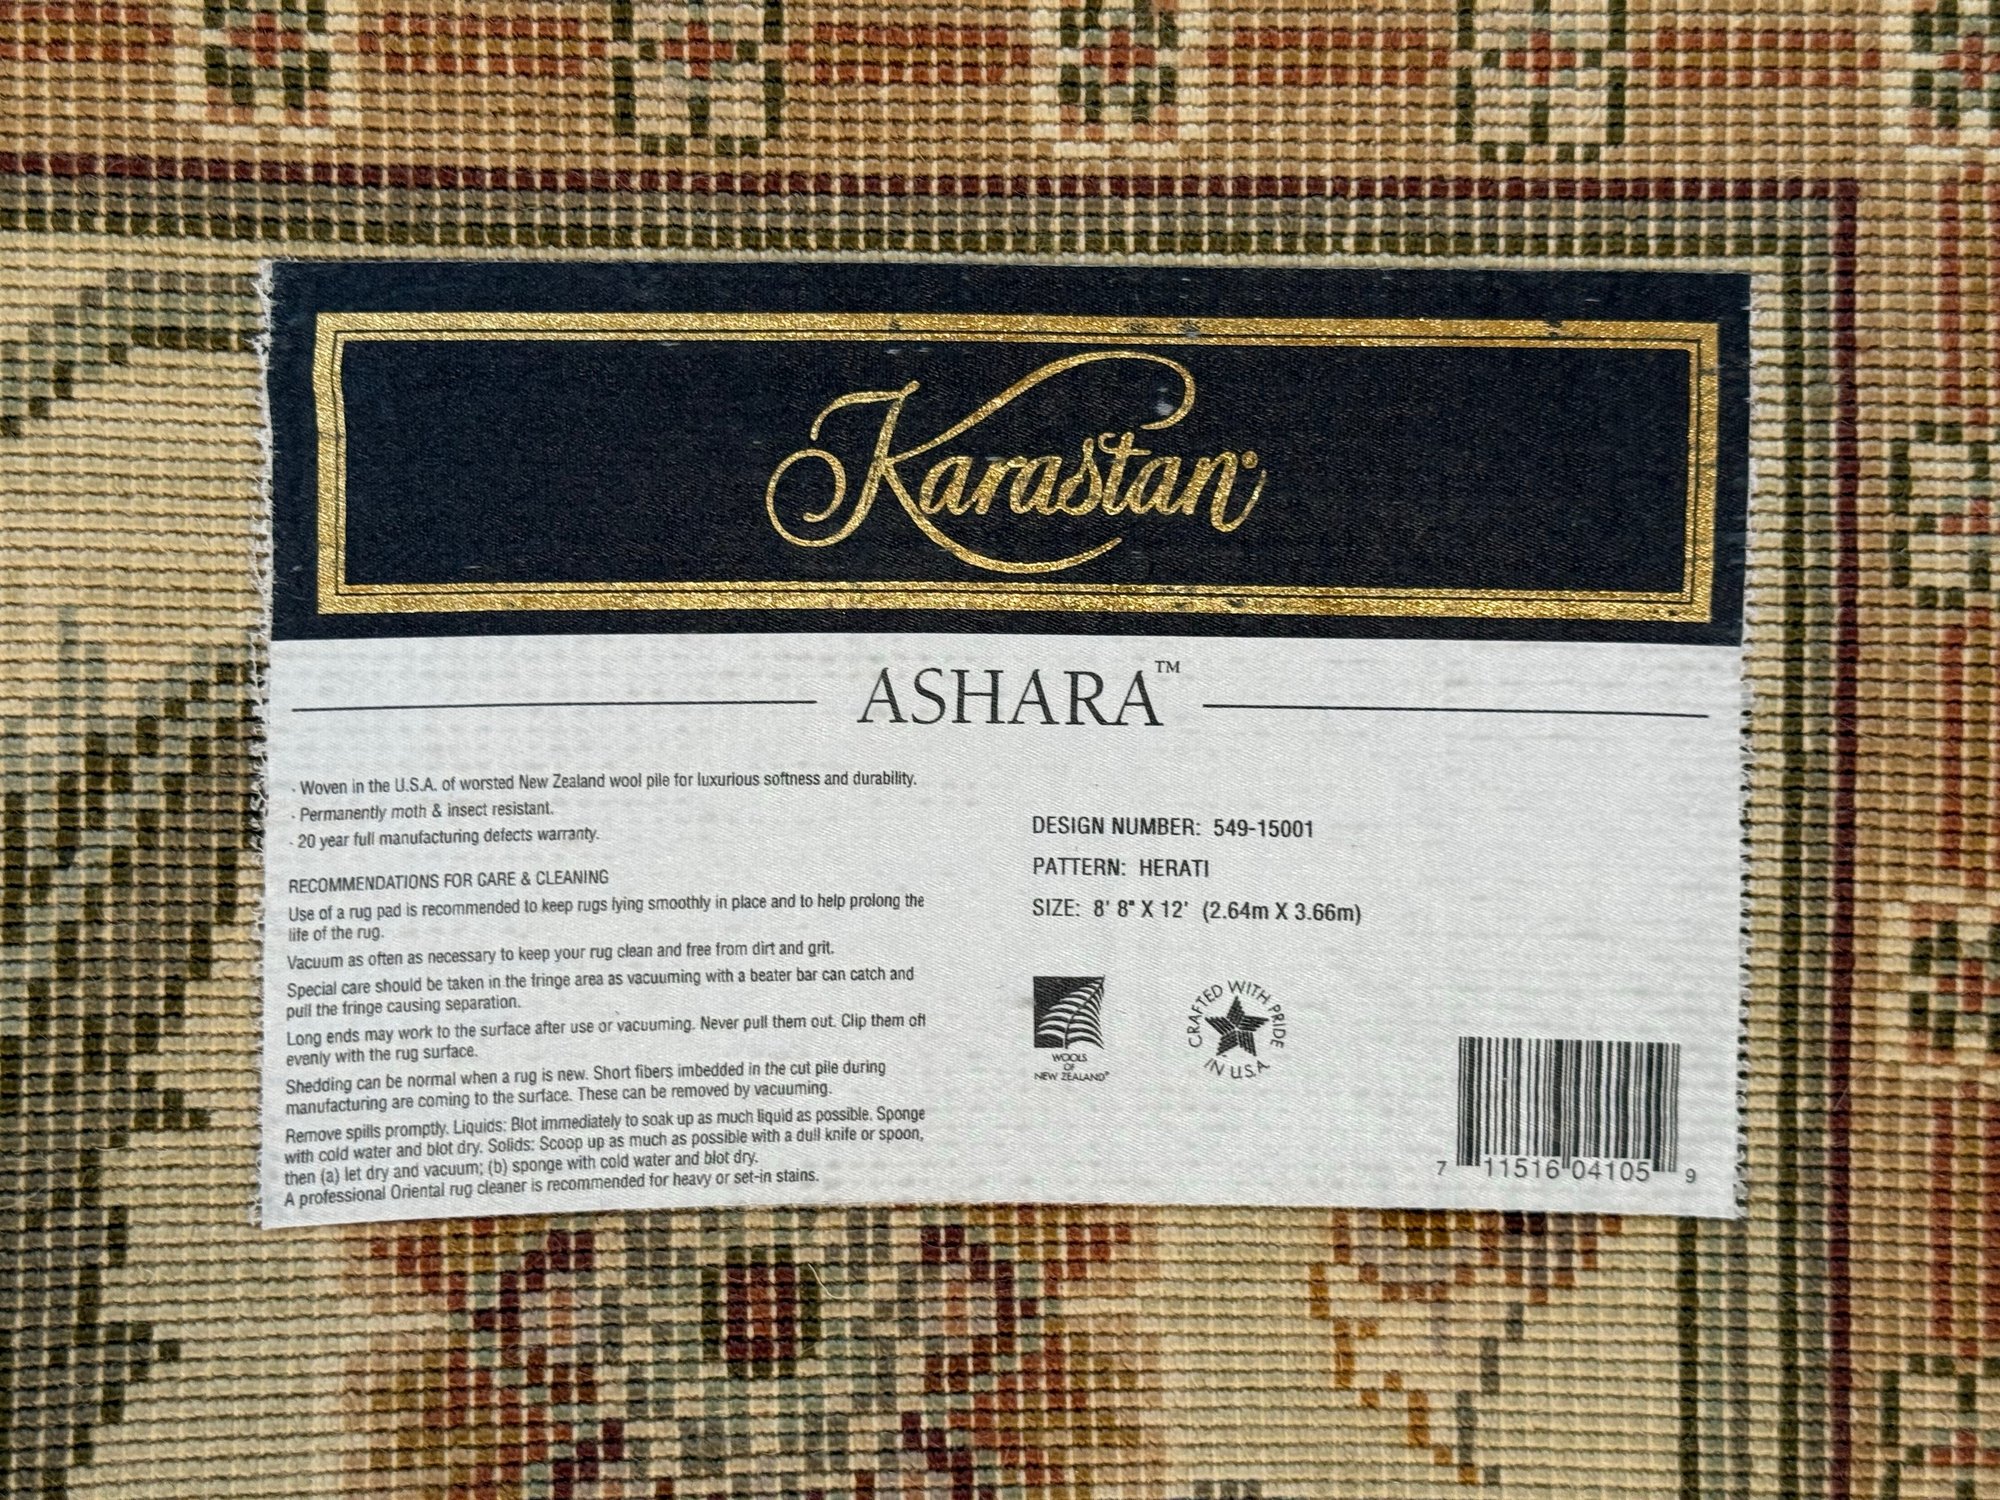 Karastan®
ASHARA™
· Woven in the U.S.A. of worsted New Zealand wool pile for luxurious softness and durability.
· Permanently moth & insect resistant.
· 20 year full manufacturing defects warranty.
RECOMMENDATIONS FOR CARE & CLEANING
Use of a rug pad is recommended to keep rugs lying smoothly in place and to help prolong the
life of the rug.
Vacuum as often as necessary to keep your rug clean and free from dirt and grit.
Special care should be taken in the fringe area as vacuuming with a beater bar can catch and
pull the fringe causing separation.
Long ends may work to the surface after use or vacuuming. Never pull them out. Clip them off
evenly with the rug surface.
Shedding can be normal when a rug is new. Short fibers imbedded in the cut pile during
manufacturing are coming to the surface. These can be removed by vacuuming.
Remove spills promptly. Liquids: Blot immediately to soak up as much liquid as possible. Sponge
with cold water and blot dry. Solids: Scoop up as much as possible with a dull knife or spoon,
then (a) let dry and vacuum; (b) sponge with cold water and blot dry.
A professional Oriental rug cleaner is recommended for heavy or set-in stains.
DESIGN NUMBER: 549-15001
PATTERN: HERATI
SIZE: 8' 8" X 12' (2.64m X 3.66m)
WOOLS
OF
NEW ZEALAND®
CRAFTED WITH PRIDE
IN U.S.A.
7 11516 04105 9